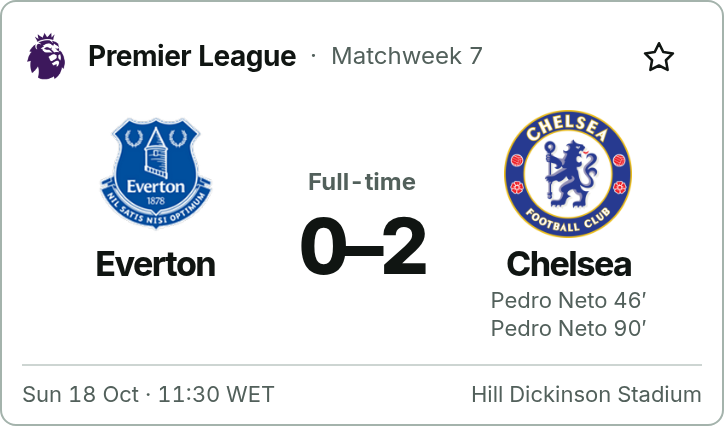 Premier League · Matchweek 7
Everton
1878
NIL SATIS NISI OPTIMUM
Full-time
0–2
CHELSEA
FOOTBALL CLUB
Everton
Chelsea
Pedro Neto 46′
Pedro Neto 90′
Sun 18 Oct · 11:30 WET
Hill Dickinson Stadium